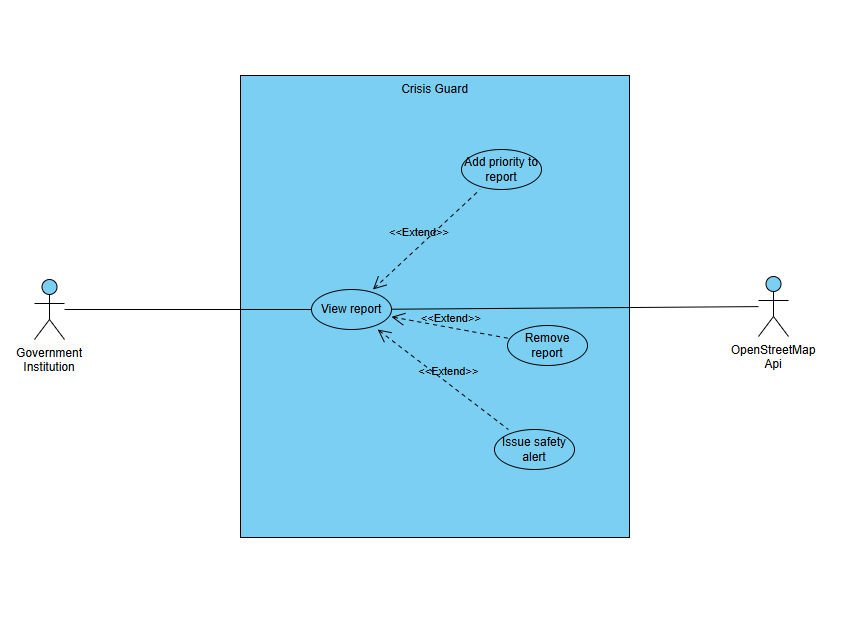 Crisis Guard
Add priority to
report
<<Extend>>
View report
<<Extend>>
Remove
report
Government
Institution
OpenStreetMap
Api
<<Extend>>
Issue safety
alert